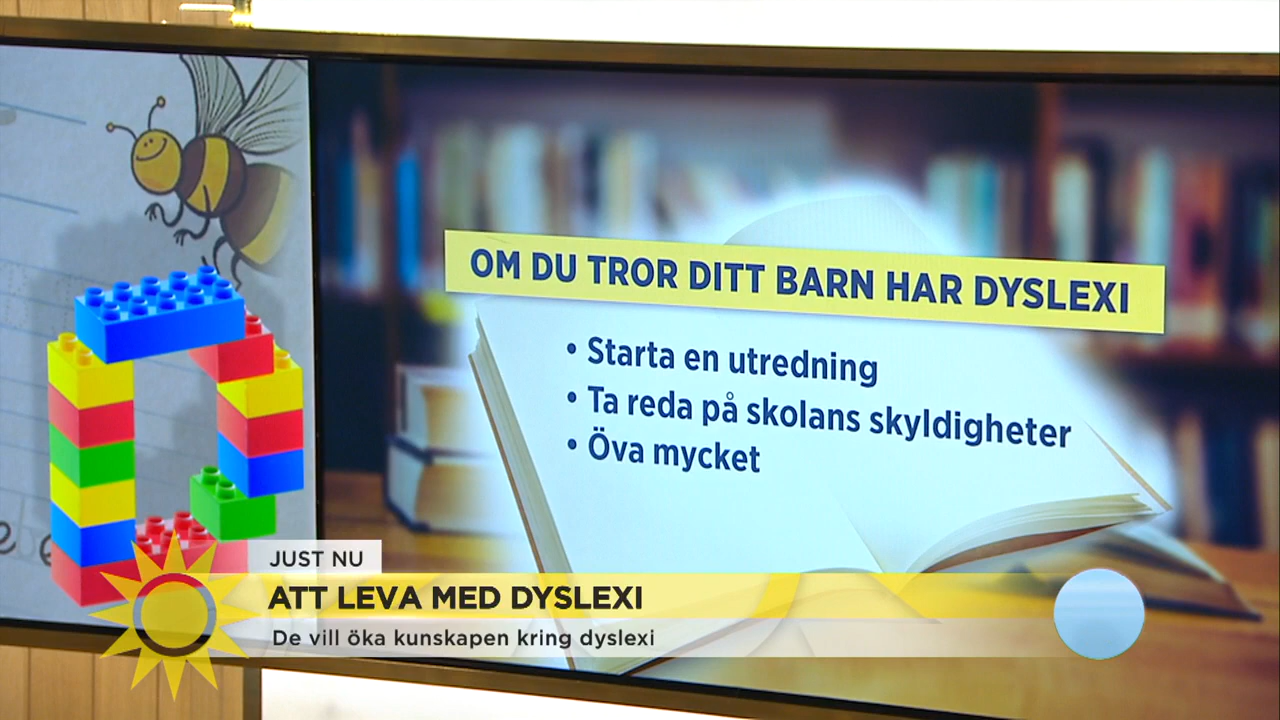 OM DU TROR DITT BARN HAR DYSLEXI
• Starta en utredning
• Ta reda på skolans skyldigheter
• Öva mycket
JUST NU
ATT LEVA MED DYSLEXI
De vill öka kunskapen kring dyslexi